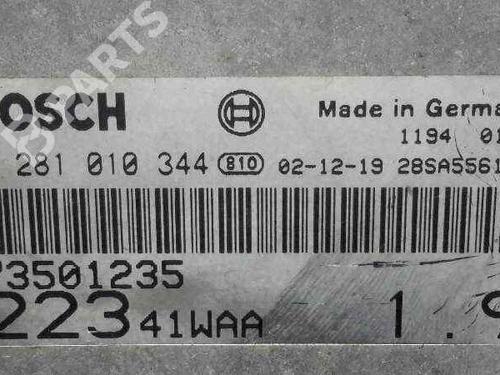 B PARTS
OSCH Made in Germa
1194 01
281 010 344 810 02-12-19 28SA5561
73501235
223 41WAA 1.9